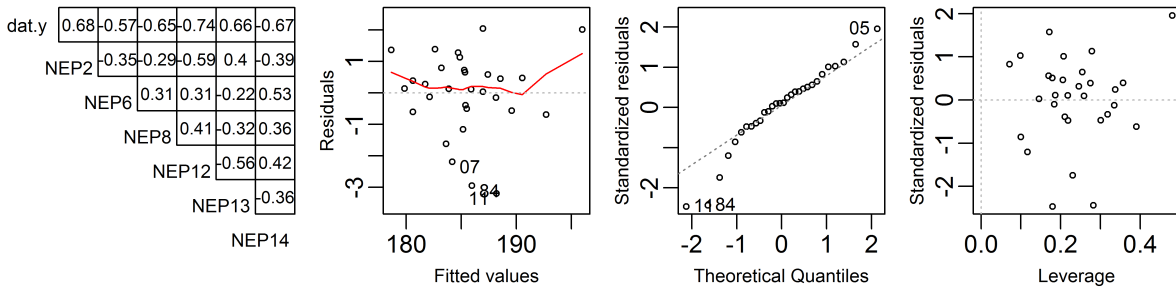 dat.y 0.68 -0.57 -0.65 -0.74 0.66 -0.67
NEP2 -0.35 -0.29 -0.59 0.4 -0.39
NEP6 0.31 0.31 -0.22 0.53
NEP8 0.41 -0.32 0.36
NEP12 -0.56 0.42
NEP13 -0.36
NEP14
Residuals
1
-1
-3
07
84
11
180 190
Fitted values
Standardized residuals
2
1
0
-1
-2
05
1184
-2 -1 0 1 2
Theoretical Quantiles
Standardized residuals
2
1
0
-1
-2
0.0 0.2 0.4
Leverage